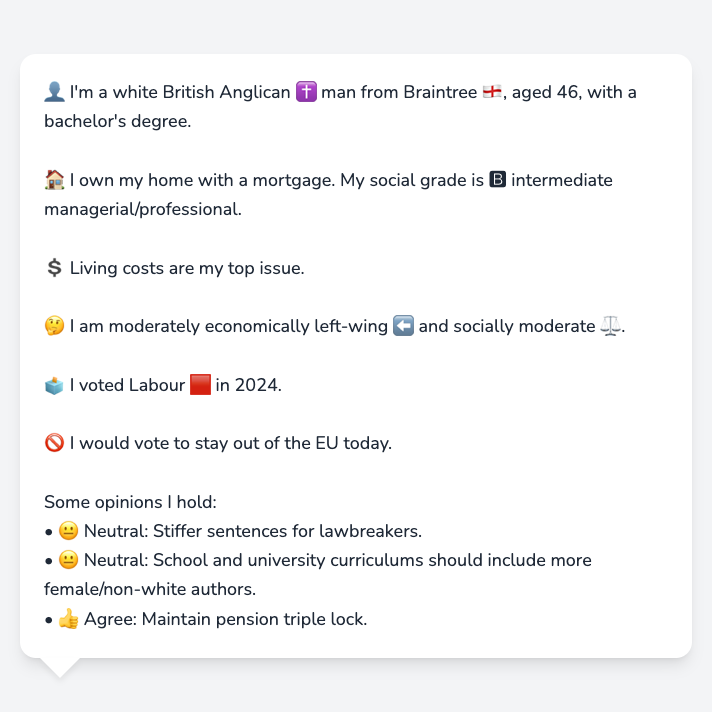 👤 I'm a white British Anglican ✝️ man from Braintree 🏴󠁧󠁢󠁥󠁮󠁧󠁿, aged 46, with a
bachelor's degree.
🏠 I own my home with a mortgage. My social grade is 🅱 intermediate
managerial/professional.
💲 Living costs are my top issue.
🤔 I am moderately economically left-wing ⬅️ and socially moderate ⚖️.
🗳️ I voted Labour 🟥 in 2024.
🚫 I would vote to stay out of the EU today.
Some opinions I hold:
• 😐 Neutral: Stiffer sentences for lawbreakers.
• 😐 Neutral: School and university curriculums should include more
female/non-white authors.
• 👍 Agree: Maintain pension triple lock.